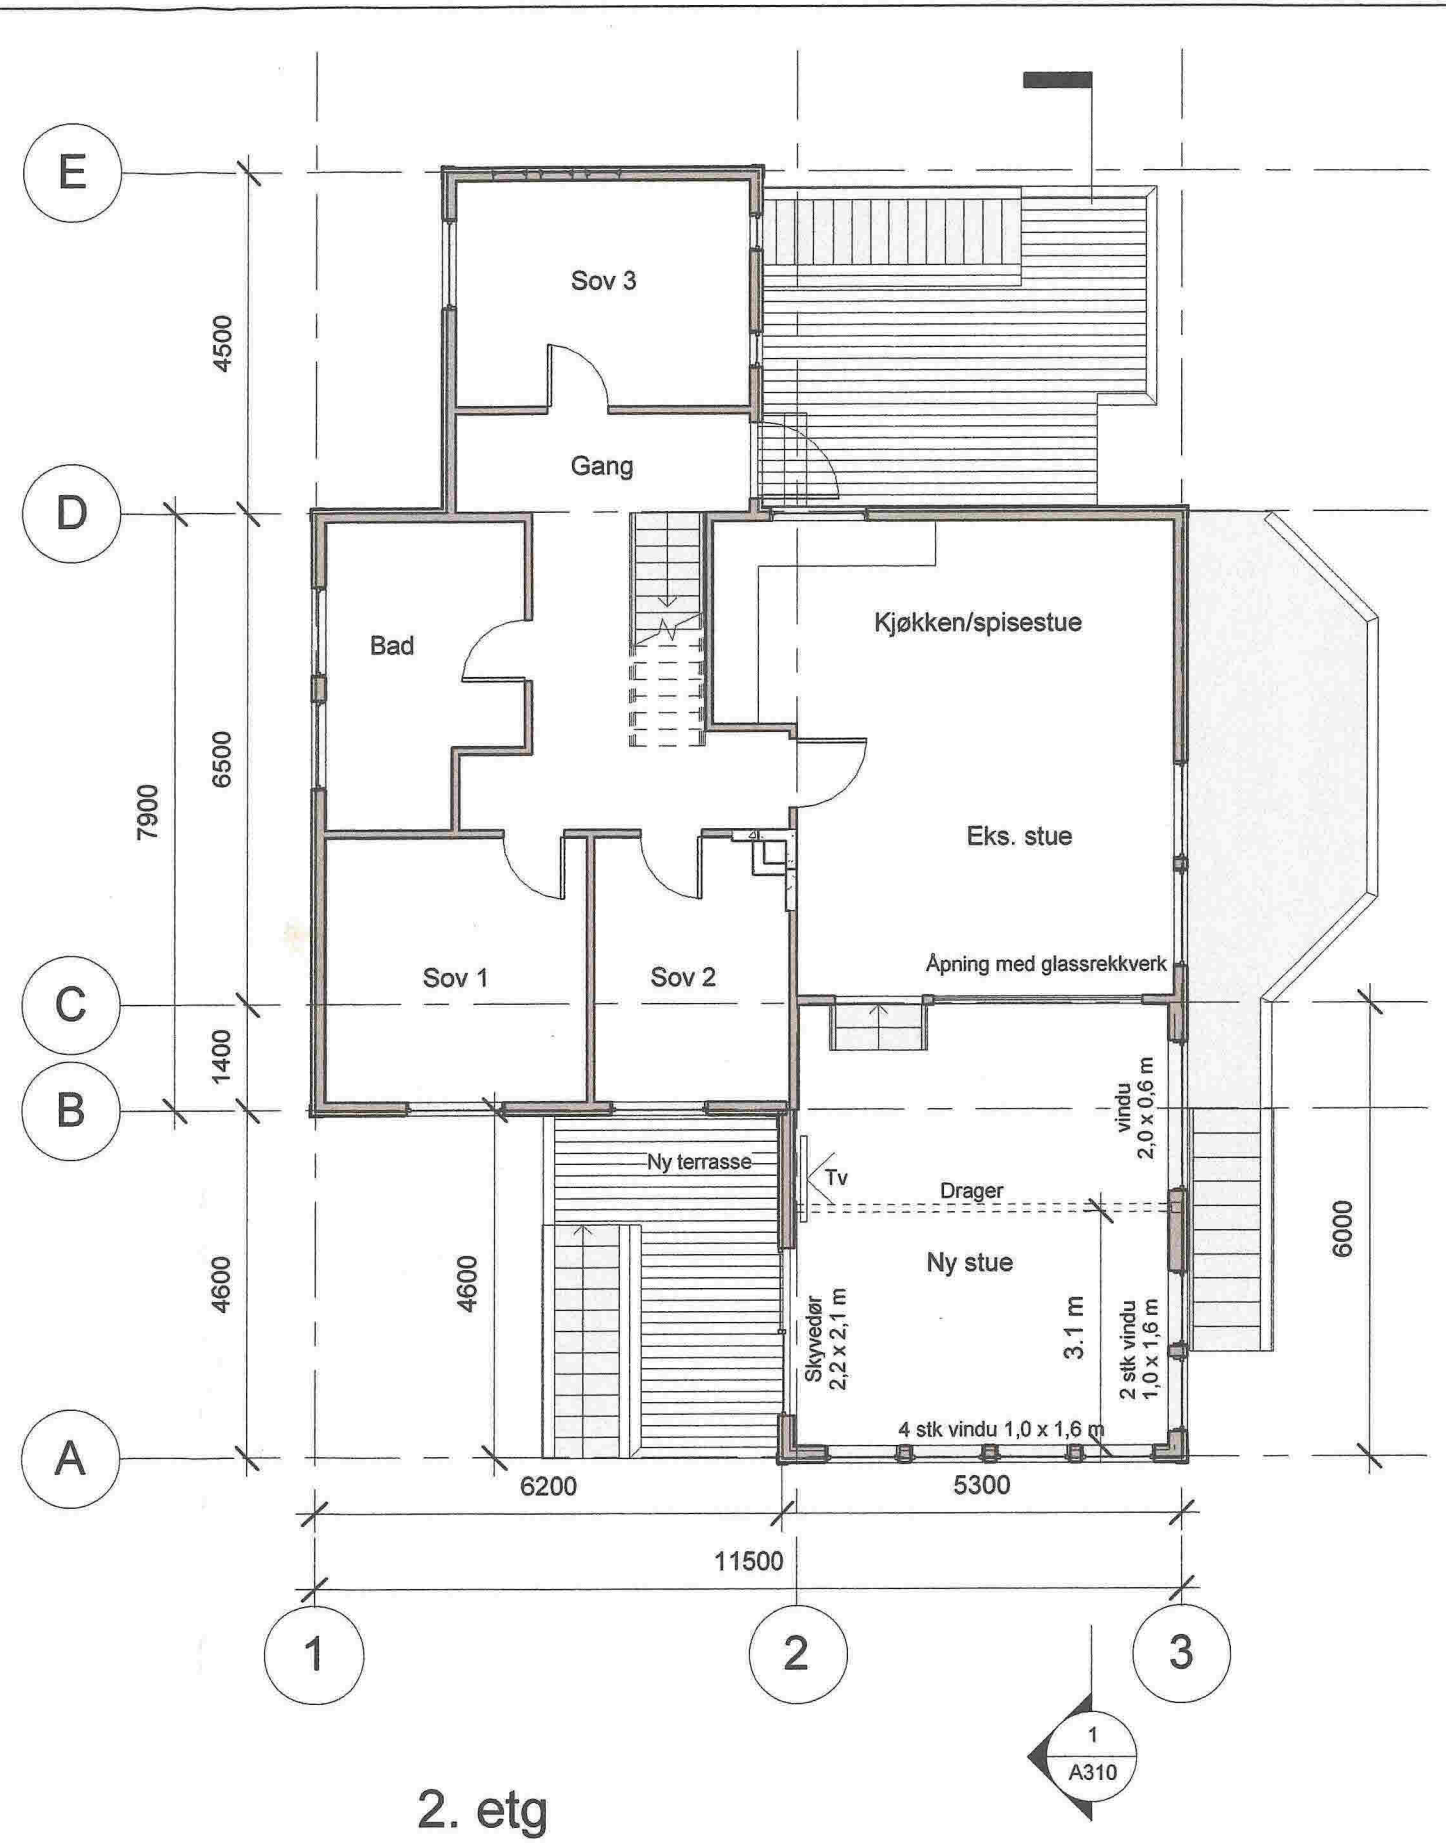 E
Sov 3
4500
Gang
D
Kjøkken/spisestue
Bad
6500
7900
Eks. stue
Åpning med glassrekkverk
Sov 1
Sov 2
C
1400
vindu
2,0 x 0,6 m
B
Ny terrasse
Tv
Drager
6000
Ny stue
4600
4600
Skyvedør
2,2 x 2,1 m
3.1 m
2 stk vindu
1,0 x 1,6 m
4 stk vindu 1,0 x 1,6 m
A
6200
5300
11500
1
2
3
1
A310
2. etg